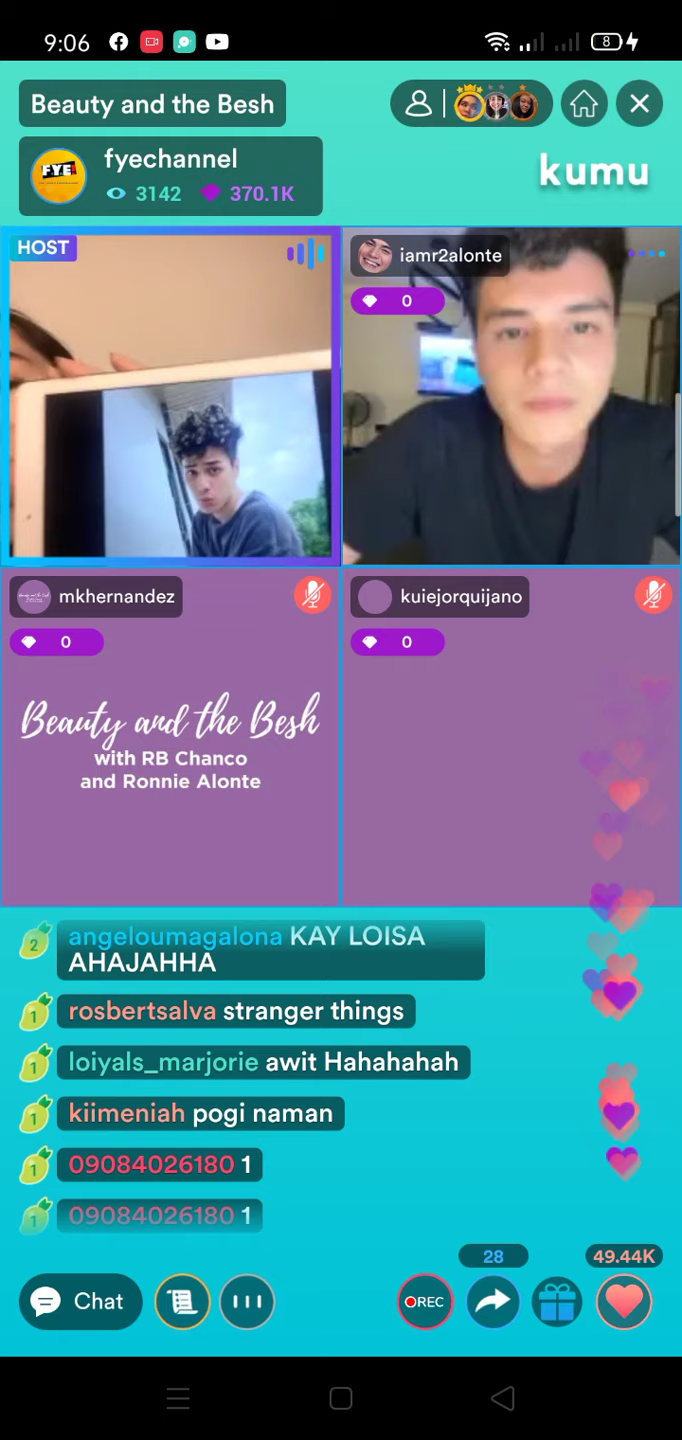 9:06
8
Beauty and the Besh
FYE
fyechannel
3142
370.1K
kumu
HOST
iamr2alonte
0
mkhernandez
0
kuiejorquijano
0
Beauty and the Besh
with RB Chanco
and Ronnie Alonte
2 angeloumagalona KAY LOISA
AHAJAHHA
1 rosbertsalva stranger things
1 loiyals_marjorie awit Hahahahah
1 kiimeniah pogi naman
1 09084026180 1
1 09084026180 1
28
49.44K
Chat
REC